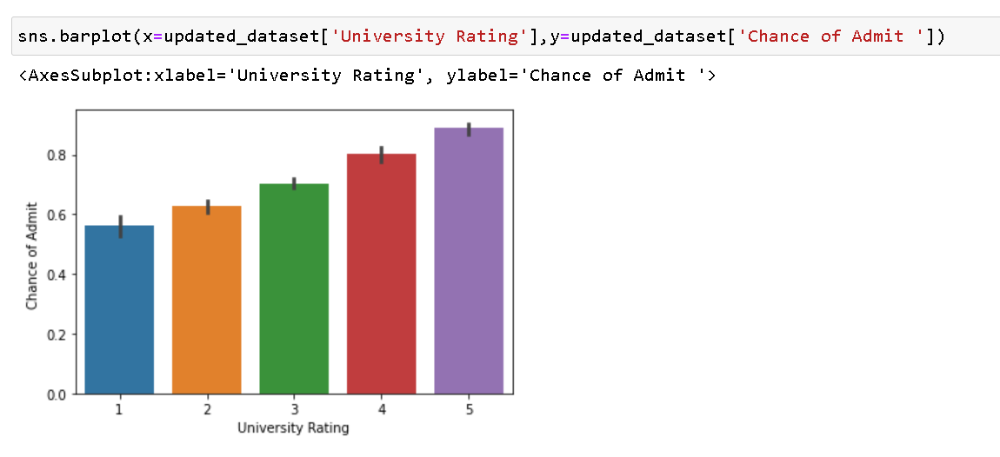 sns.barplot(x=updated_dataset['University Rating'],y=updated_dataset['Chance of Admit '])
<AxesSubplot:xlabel='University Rating', ylabel='Chance of Admit '>
0.8
0.6
0.4
0.2
0.0
Chance of Admit
1 2 3 4 5
University Rating